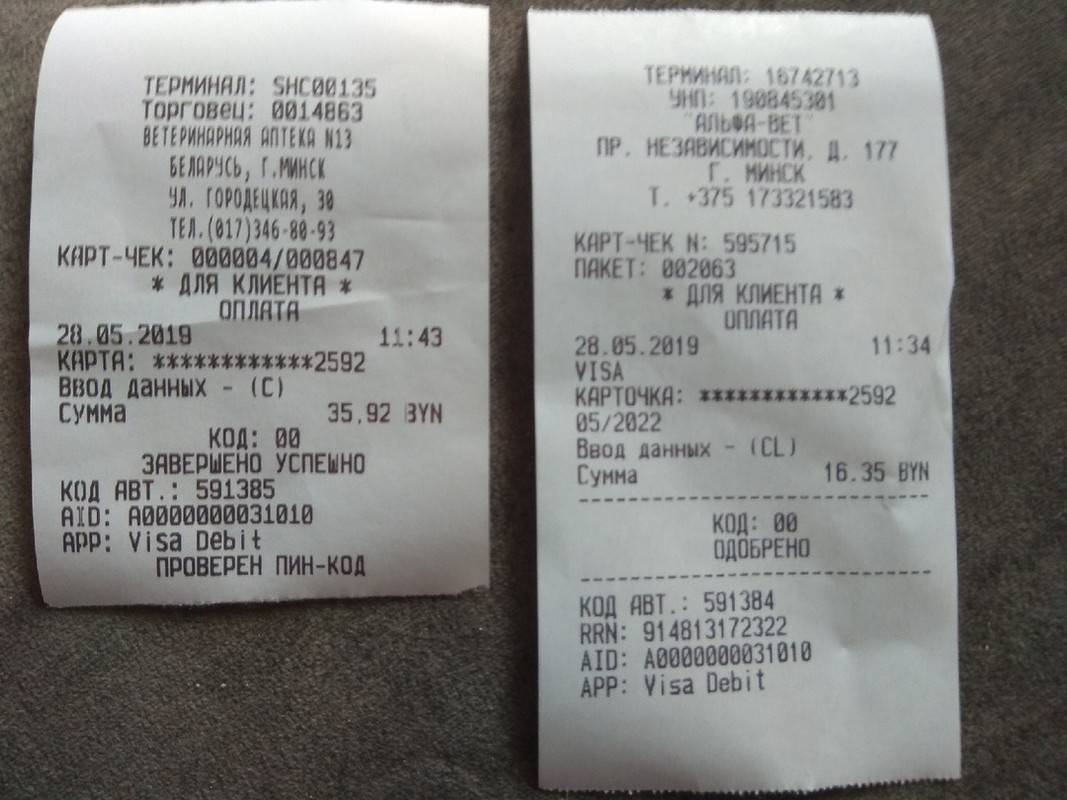 ТЕРМИНАЛ: SHC00135
Торговец: 0014863
ВЕТЕРИНАРНАЯ АПТЕКА N13
БЕЛАРУСЬ, Г.МИНСК
УЛ. ГОРОДЕЦКАЯ, 30
ТЕЛ.(017)346-80-93
КАРТ-ЧЕК: 000004/000847
* ДЛЯ КЛИЕНТА *
ОПЛАТА
28.05.2019 11:43
КАРТА: ************2592
Ввод данных - (C)
Сумма 35.92 BYN
КОД: 00
ЗАВЕРШЕНО УСПЕШНО
КОД АВТ.: 591385
AID: A0000000031010
APP: Visa Debit
ПРОВЕРЕН ПИН-КОД
ТЕРМИНАЛ: 16742713
УНП: 190845301
"АЛЬФА-ВЕТ"
ПР. НЕЗАВИСИМОСТИ, Д. 177
Г. МИНСК
Т. +375 173321583
КАРТ-ЧЕК N: 595715
ПАКЕТ: 002063
* ДЛЯ КЛИЕНТА *
ОПЛАТА
28.05.2019 11:34
VISA
КАРТОЧКА: ************2592
05/2022
Ввод данных - (CL)
Сумма 16.35 BYN
КОД: 00
ОДОБРЕНО
КОД АВТ.: 591384
RRN: 914813172322
AID: A0000000031010
APP: Visa Debit